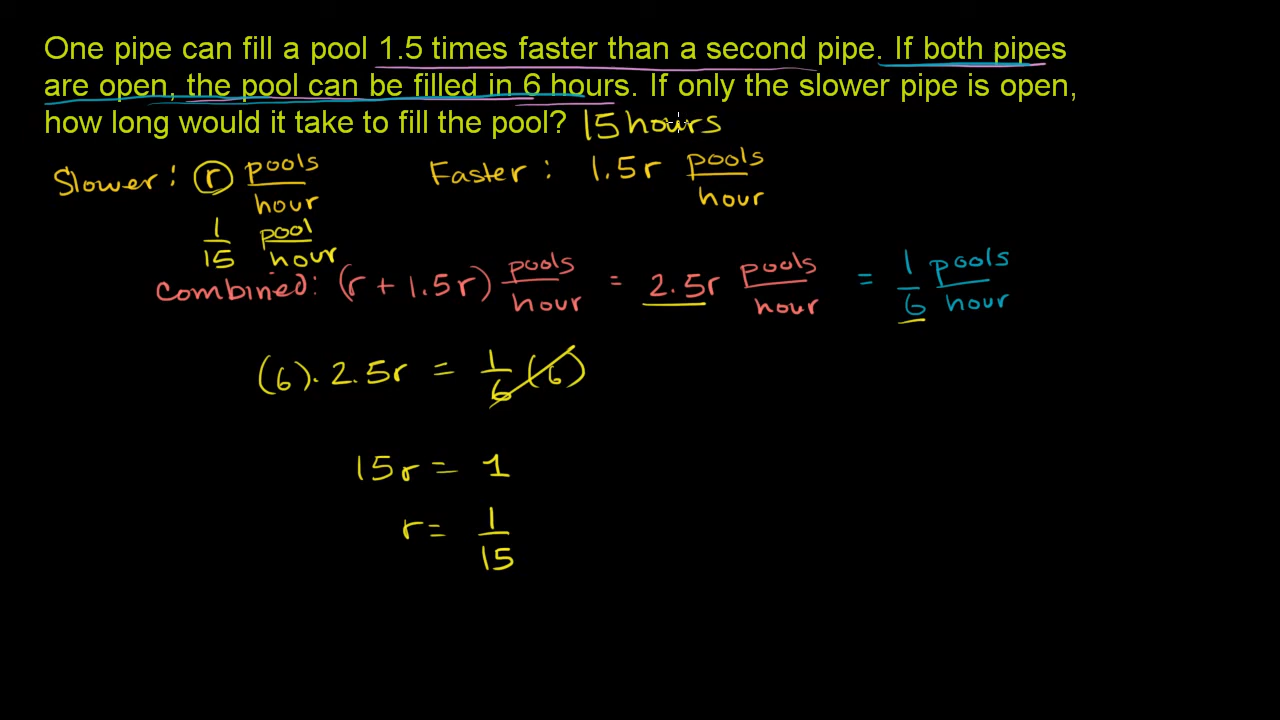 One pipe can fill a pool 1.5 times faster than a second pipe. If both pipes
are open, the pool can be filled in 6 hours. If only the slower pipe is open,
how long would it take to fill the pool? 15 hours
Slower: r pools/hour Faster: 1.5r pools/hour
1/15 pool/hour
Combined: (r + 1.5r) pools/hour = 2.5r pools/hour = 1/6 pools/hour
(6). 2.5r = 1/6 (6)
15r = 1
r = 1/15